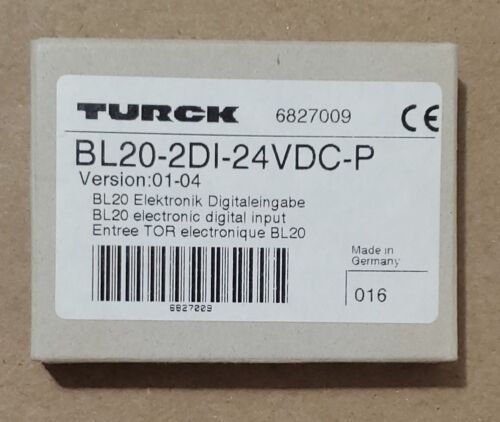 TURCK 6827009 CE
BL20-2DI-24VDC-P
Version:01-04
BL20 Elektronik Digitaleingabe
BL20 electronic digital input
Entree TOR electronique BL20
Made in
Germany
6827009
016